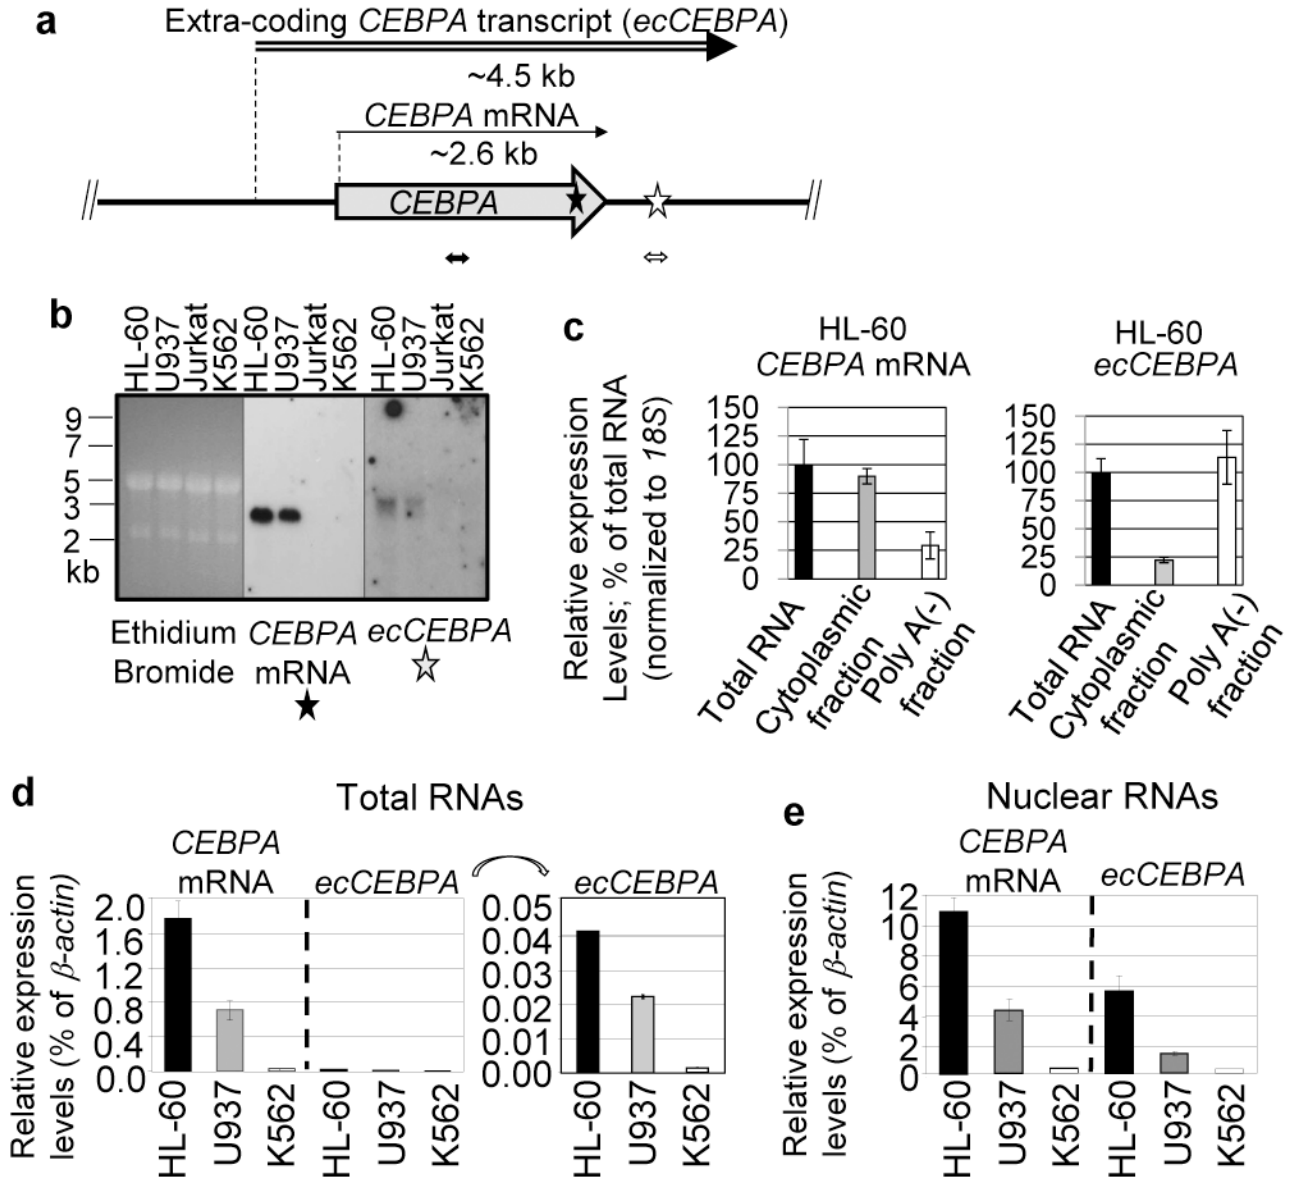 a
Extra-coding CEBPA transcript (ecCEBPA)
~4.5 kb
CEBPA mRNA
~2.6 kb
CEBPA
b
HL-60
U937
Jurkat
K562
HL-60
U937
Jurkat
K562
HL-60
U937
Jurkat
K562
9
7
5
3
2
kb
Ethidium
Bromide
CEBPA
mRNA
ecCEBPA
c
Relative expression
Levels; % of total RNA
(normalized to 18S)
HL-60
CEBPA mRNA
150
125
100
75
50
25
0
Total RNA
Cytoplasmic
fraction
Poly A(-)
fraction
HL-60
ecCEBPA
150
125
100
75
50
25
0
Total RNA
Cytoplasmic
fraction
Poly A(-)
fraction
d
Total RNAs
Relative expression
levels (% of β-actin)
CEBPA
mRNA
ecCEBPA
2.0
1.6
1.2
0.8
0.4
0.0
HL-60
U937
K562
HL-60
U937
K562
ecCEBPA
0.05
0.04
0.03
0.02
0.01
0.00
HL-60
U937
K562
e
Nuclear RNAs
Relative expression
levels (% of β-actin)
CEBPA
mRNA
ecCEBPA
12
10
8
6
4
2
0
HL-60
U937
K562
HL-60
U937
K562